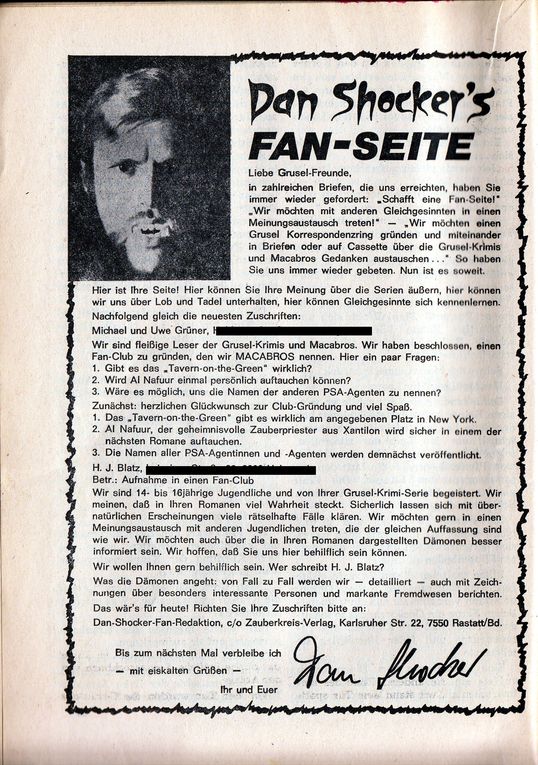 Dan Shocker's
FAN-SEITE
Liebe Grusel-Freunde,
in zahlreichen Briefen, die uns erreichten, haben Sie
immer wieder gefordert: „Schafft eine Fan-Seite!"
„Wir möchten mit anderen Gleichgesinnten in einen
Meinungsaustausch treten!" — „Wir möchten einen
Grusel Korrespondenzring gründen und miteinander
in Briefen oder auf Cassette über die Grusel-Krimis
und Macabros Gedanken austauschen..." So haben
Sie uns immer wieder gebeten. Nun ist es soweit.
Hier ist Ihre Seite! Hier können Sie Ihre Meinung über die Serien äußern, hier können
wir uns über Lob und Tadel unterhalten, hier können Gleichgesinnte sich kennenlernen.
Nachfolgend gleich die neuesten Zuschriften:
Michael und Uwe Grüner,
Wir sind fleißige Leser der Grusel-Krimis und Macabros. Wir haben beschlossen, einen
Fan-Club zu gründen, den wir MACABROS nennen. Hier ein paar Fragen:
1. Gibt es das „Tavern-on-the-Green" wirklich?
2. Wird Al Nafuur einmal persönlich auftauchen können?
3. Wäre es möglich, uns die Namen der anderen PSA-Agenten zu nennen?
Zunächst: herzlichen Glückwunsch zur Club-Gründung und viel Spaß.
1. Das „Tavern-on-the-Green" gibt es wirklich am angegebenen Platz in New York.
2. Al Nafuur, der geheimnisvolle Zauberpriester aus Xantilon wird sicher in einem der
nächsten Romane auftauchen.
3. Die Namen aller PSA-Agentinnen und -Agenten werden demnächst veröffentlicht.
H. J. Blatz,
Betr.: Aufnahme in einen Fan-Club
Wir sind 14- bis 16jährige Jugendliche und von Ihrer Grusel-Krimi-Serie begeistert. Wir
meinen, daß in Ihren Romanen viel Wahrheit steckt. Sicherlich lassen sich mit über-
natürlichen Erscheinungen viele rätselhafte Fälle klären. Wir möchten gern in einen
Meinungsaustausch mit anderen Jugendlichen treten, die der gleichen Auffassung sind
wie wir. Wir möchten auch über die in Ihren Romanen dargestellten Dämonen besser
informiert sein. Wir hoffen, daß Sie uns hier behilflich sein können.
Wir wollen Ihnen gern behilflich sein. Wer schreibt H. J. Blatz?
Was die Dämonen angeht: von Fall zu Fall werden wir — detailliert — auch mit Zeich-
nungen über besonders interessante Personen und markante Fremdwesen berichten.
Das wär's für heute! Richten Sie Ihre Zuschriften bitte an:
Dan-Shocker-Fan-Redaktion, c/o Zauberkreis-Verlag, Karlsruher Str. 22, 7550 Rastatt/Bd.
Bis zum nächsten Mal verbleibe ich
— mit eiskalten Grüßen —
Ihr und Euer
Dan Shocker